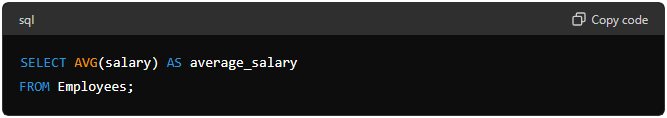 sql
Copy code
SELECT AVG(salary) AS average_salary
FROM Employees;